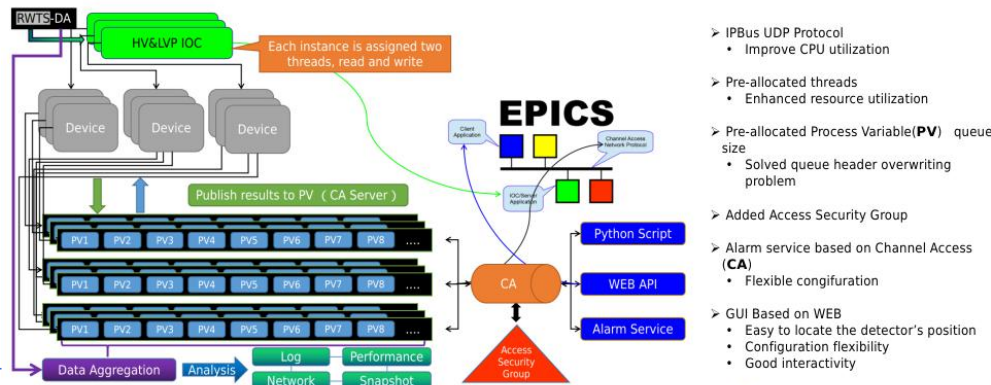 RWTS-DA
HV&LVP IOC
Each instance is assigned two
threads, read and write
Device
Device
Device
Publish results to PV ( CA Server )
PV1 PV2 PV3 PV4 PV5 PV6 PV7 PV8 ....
PV1 PV2 PV3 PV4 PV5 PV6 PV7 PV8 ....
PV1 PV2 PV3 PV4 PV5 PV6 PV7 PV8 ....
Data Aggregation
Analysis
Log
Performance
Network
Snapshot
EPICS
Client
Application
Channel Access
Network Protocol
IOC/Server
Application
CA
Access
Security
Group
Python Script
WEB API
Alarm Service
➢ IPBus UDP Protocol
• Improve CPU utilization
➢ Pre-allocated threads
• Enhanced resource utilization
➢ Pre-allocated Process Variable(PV) queue
size
• Solved queue header overwriting
problem
➢ Added Access Security Group
➢ Alarm service based on Channel Access
(CA)
• Flexible congifuration
➢ GUI Based on WEB
• Easy to locate the detector's position
• Configuration flexibility
• Good interactivity